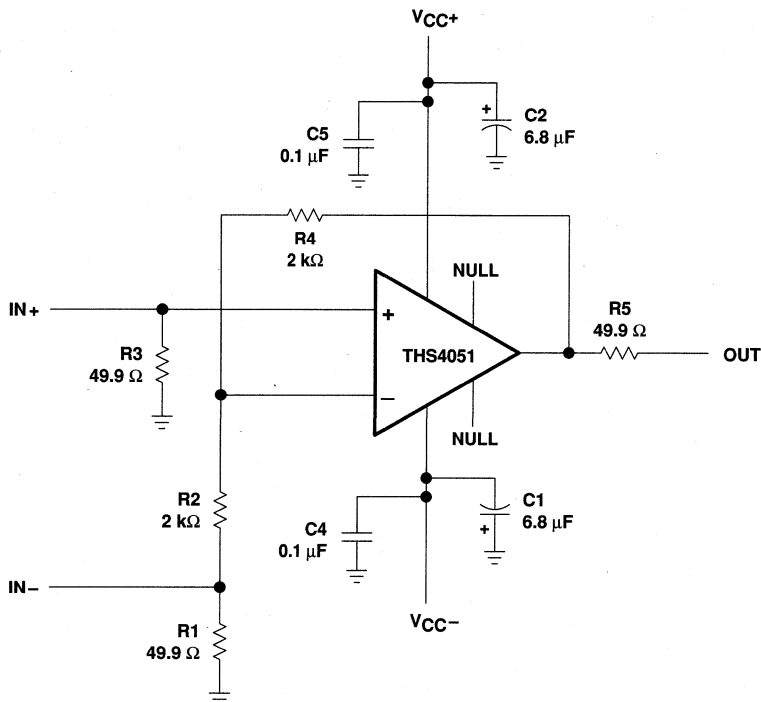 VCC+
C5
0.1 µF
+
C2
6.8 µF
R4
2 kΩ
NULL
IN+
R3
49.9 Ω
+
THS4051
−
R5
49.9 Ω
OUT
NULL
R2
2 kΩ
C4
0.1 µF
C1
6.8 µF
+
IN−
R1
49.9 Ω
VCC−